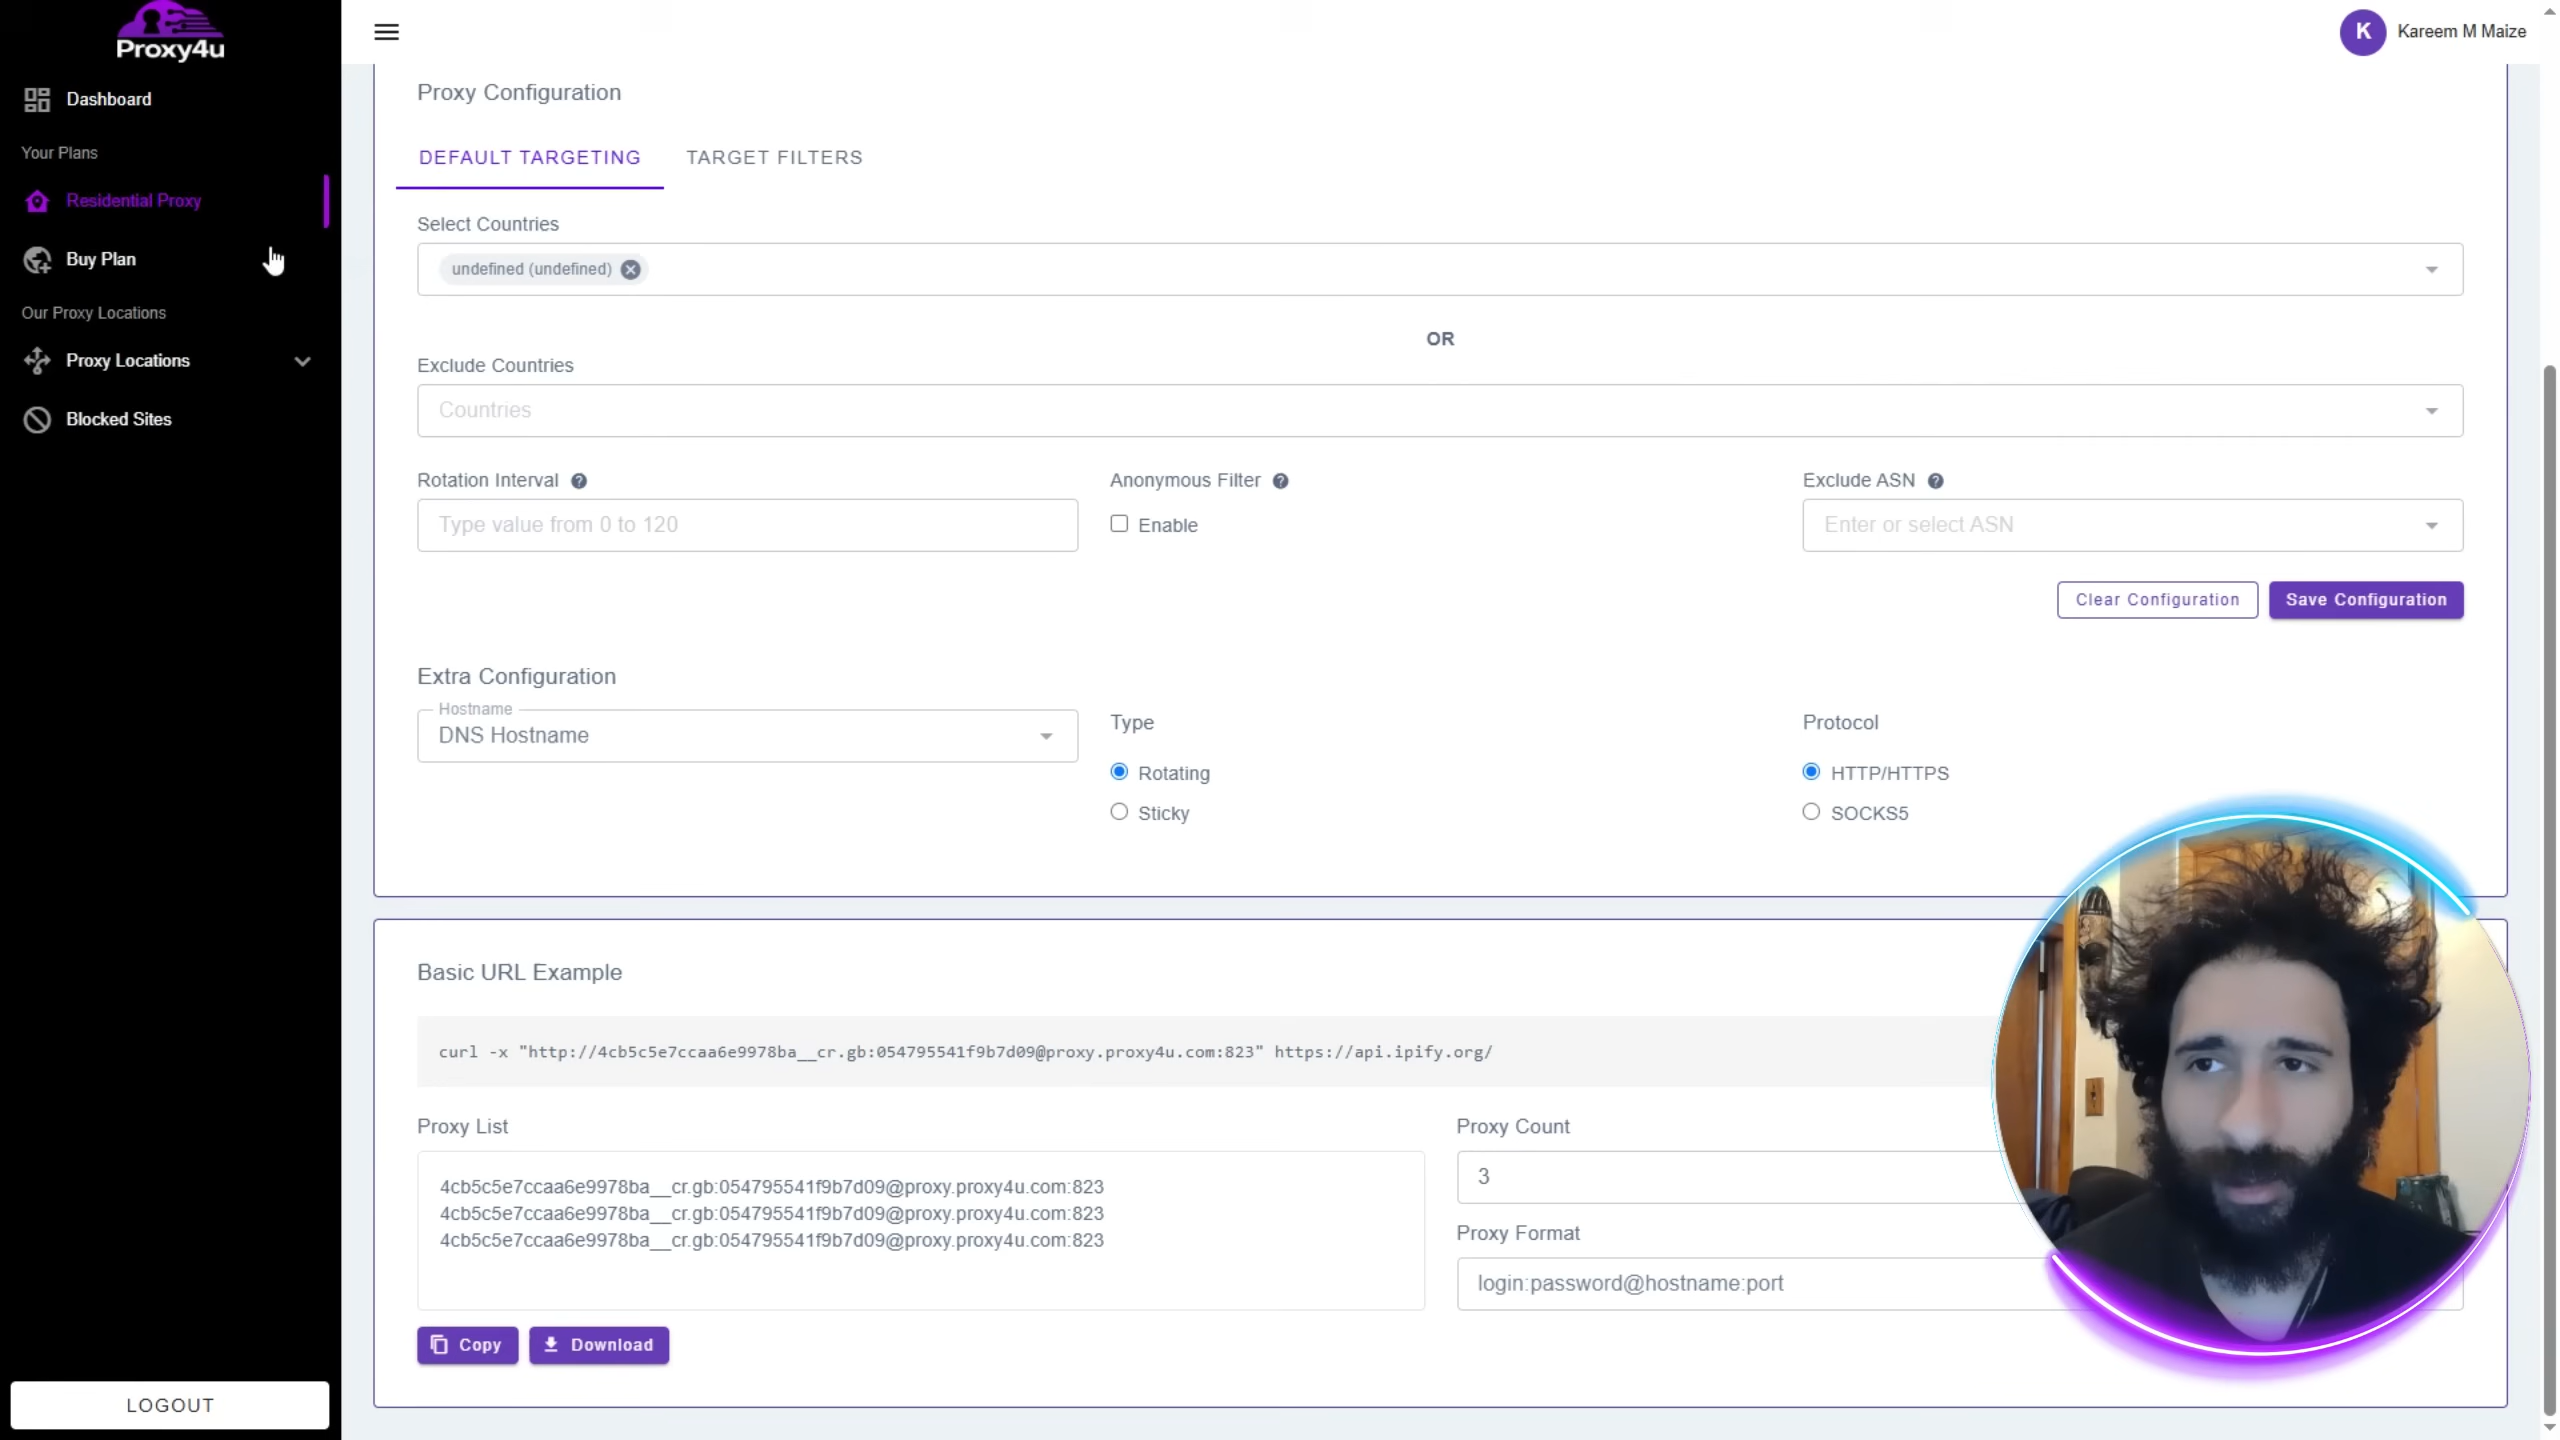 Proxy4u
Dashboard
Your Plans
Residential Proxy
Buy Plan
Our Proxy Locations
Proxy Locations
Blocked Sites
LOGOUT
K Kareem M Maize
Proxy Configuration
DEFAULT TARGETING TARGET FILTERS
Select Countries
undefined (undefined)
OR
Exclude Countries
Countries
Rotation Interval ? Anonymous Filter ? Exclude ASN ?
Type value from 0 to 120 Enable Enter or select ASN
Clear Configuration Save Configuration
Extra Configuration
Hostname
DNS Hostname
Type
Rotating
Sticky
Protocol
HTTP/HTTPS
SOCKS5
Basic URL Example
curl -x "http://4cb5c5e7ccaa6e9978ba__cr.gb:054795541f9b7d09@proxy.proxy4u.com:823" https://api.ipify.org/
Proxy List
4cb5c5e7ccaa6e9978ba__cr.gb:054795541f9b7d09@proxy.proxy4u.com:823
4cb5c5e7ccaa6e9978ba__cr.gb:054795541f9b7d09@proxy.proxy4u.com:823
4cb5c5e7ccaa6e9978ba__cr.gb:054795541f9b7d09@proxy.proxy4u.com:823
Copy Download
Proxy Count
3
Proxy Format
login:password@hostname:port